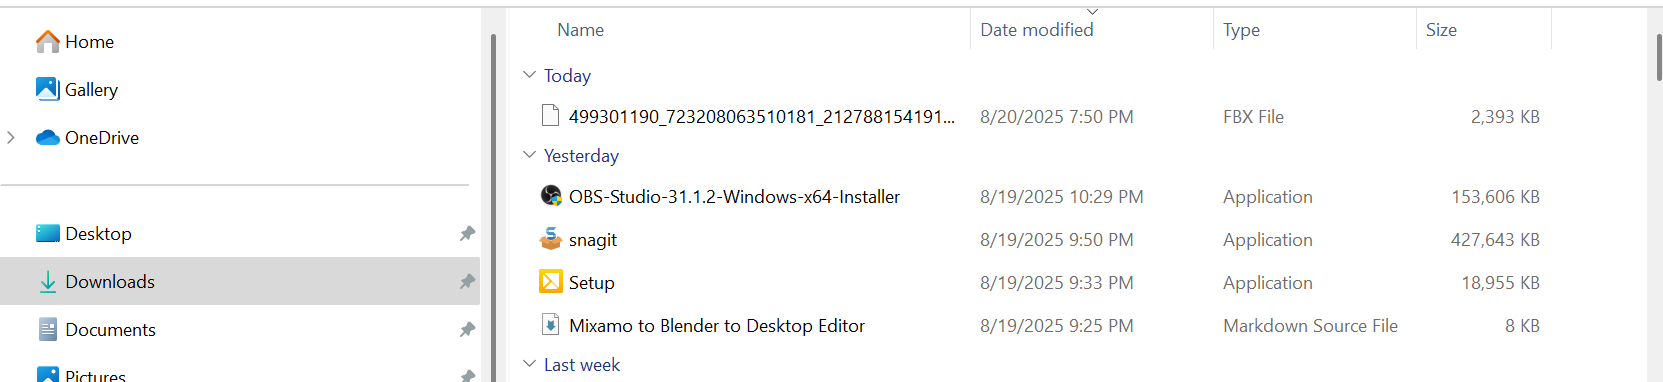 Home
Gallery
OneDrive
Desktop
Downloads
Documents
Pictures
Name Date modified Type Size
Today
499301190_723208063510181_212788154191... 8/20/2025 7:50 PM FBX File 2,393 KB
Yesterday
OBS-Studio-31.1.2-Windows-x64-Installer 8/19/2025 10:29 PM Application 153,606 KB
snagit 8/19/2025 9:50 PM Application 427,643 KB
Setup 8/19/2025 9:33 PM Application 18,955 KB
Mixamo to Blender to Desktop Editor 8/19/2025 9:25 PM Markdown Source File 8 KB
Last week